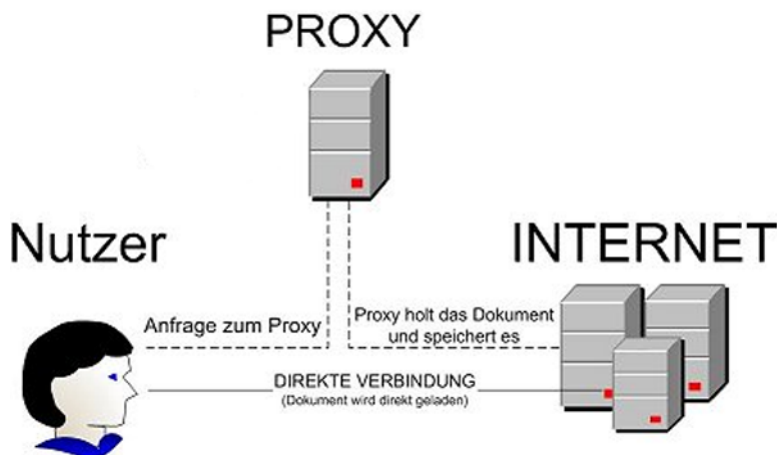 PROXY
Nutzer
INTERNET
Anfrage zum Proxy
Proxy holt das Dokument
und speichert es
DIREKTE VERBINDUNG
(Dokument wird direkt geladen)